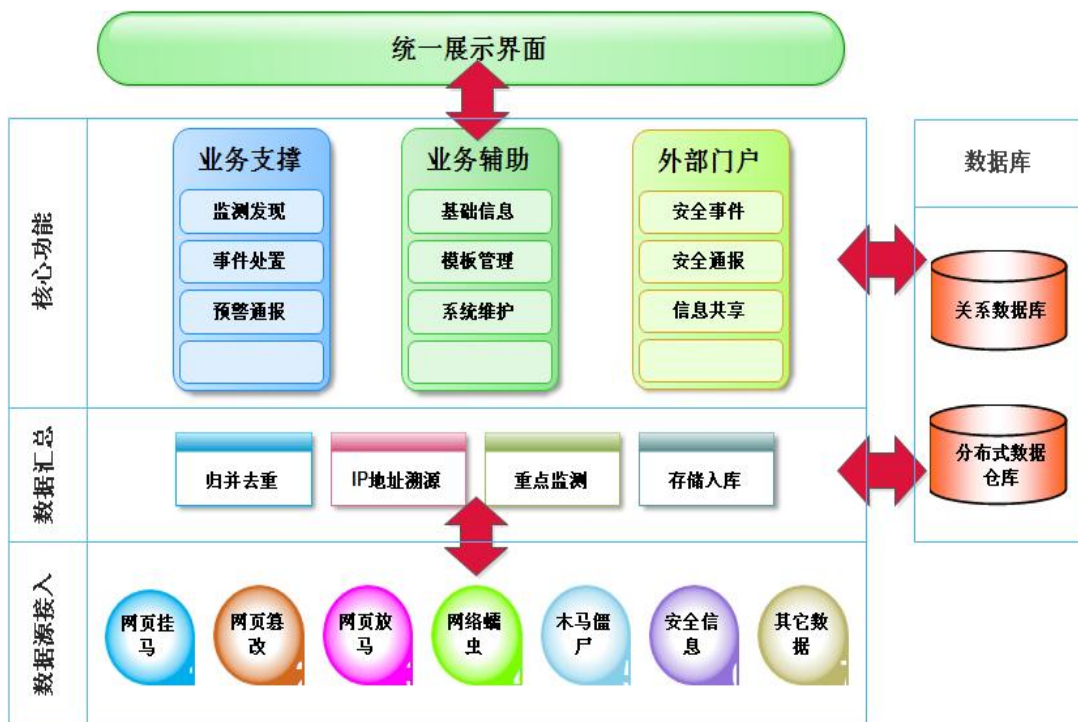 统一展示界面
核心功能
业务支撑
监测发现
事件处置
预警通报
业务辅助
基础信息
模板管理
系统维护
外部门户
安全事件
安全通报
信息共享
数据库
关系数据库
分布式数据
仓库
数据汇总
归并去重
IP地址溯源
重点监测
存储入库
数据源接入
网页挂
马
网页篡
改
网页放
马
网络蠕
虫
木马僵
尸
安全信
息
其它数
据